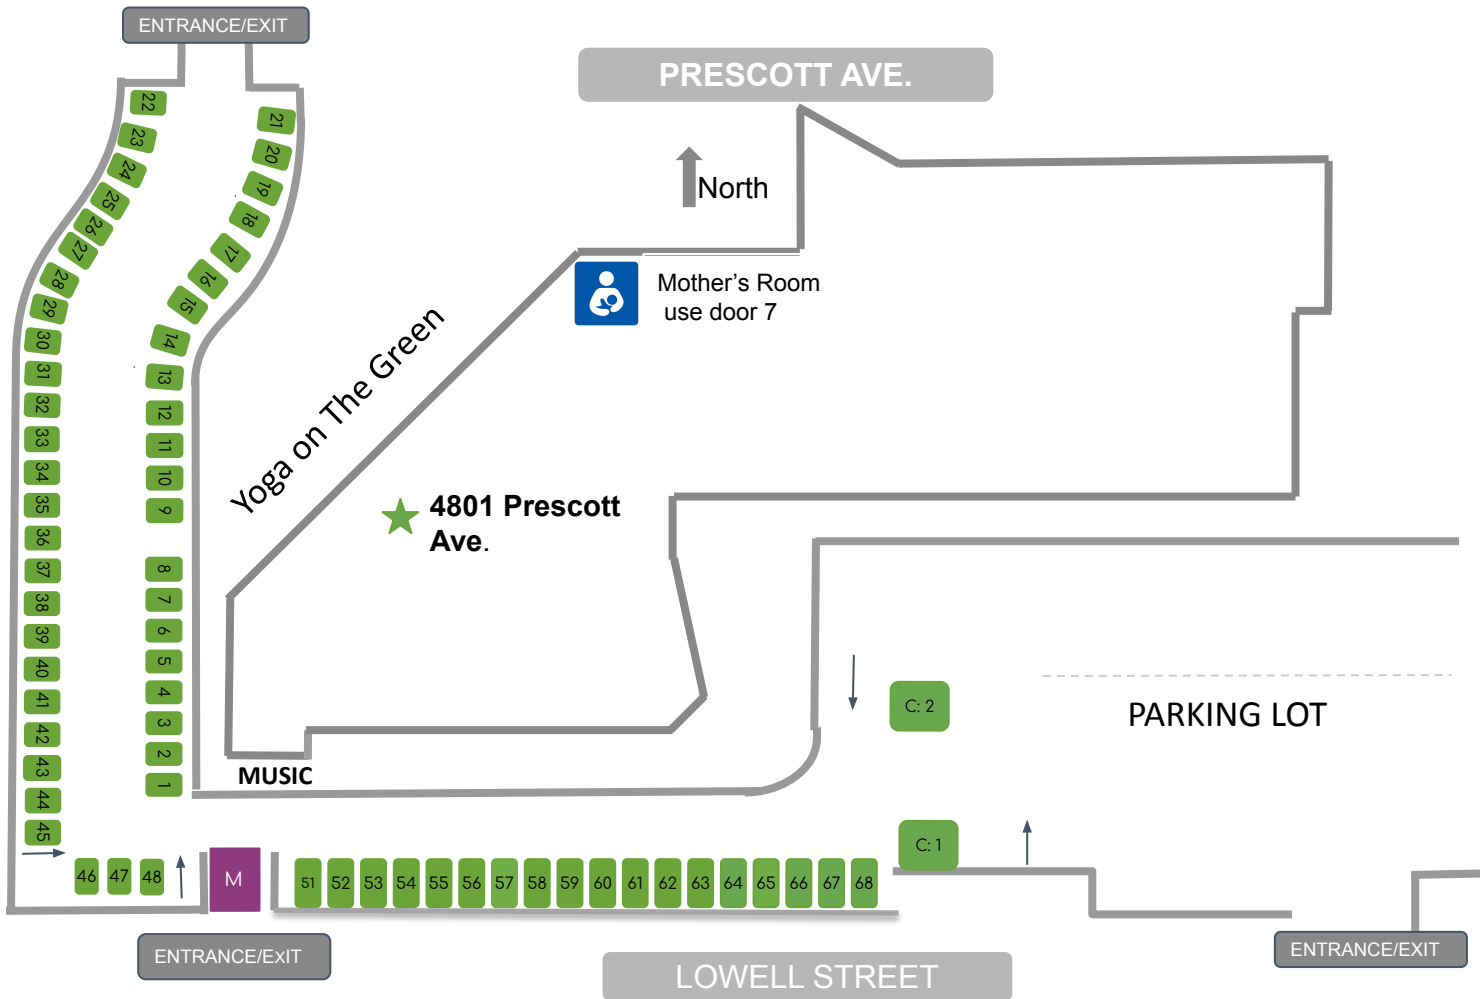 ENTRANCE/EXIT
PRESCOTT AVE.
North
Mother's Room
use door 7
Yoga on The Green
4801 Prescott
Ave.
22
23
24
25
26
27
28
29
30
31
32
33
34
35
36
37
38
39
40
41
42
43
44
45
21
20
19
18
17
16
15
14
13
12
11
10
9
8
7
6
5
4
3
2
1
MUSIC
C: 2
PARKING LOT
C: 1
46 47 48
M
51 52 53 54 55 56 57 58 59 60 61 62 63 64 65 66 67 68
ENTRANCE/EXIT
LOWELL STREET
ENTRANCE/EXIT